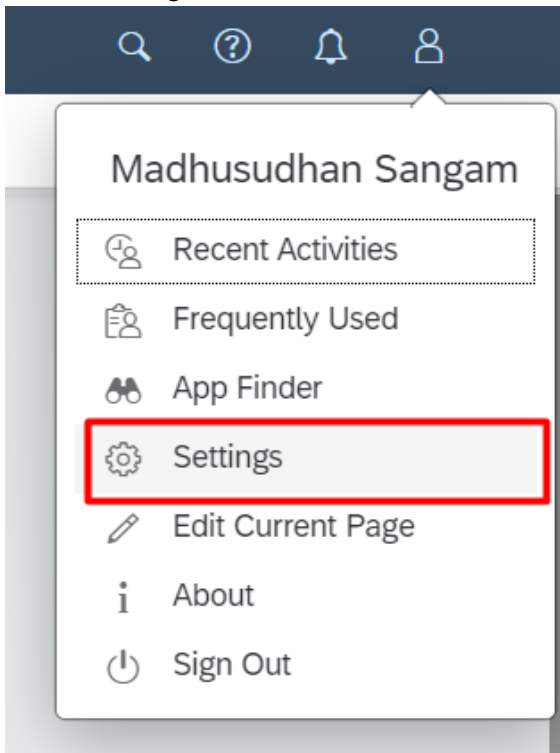 Madhusudhan Sangam
Recent Activities
Frequently Used
App Finder
Settings
Edit Current Page
About
Sign Out